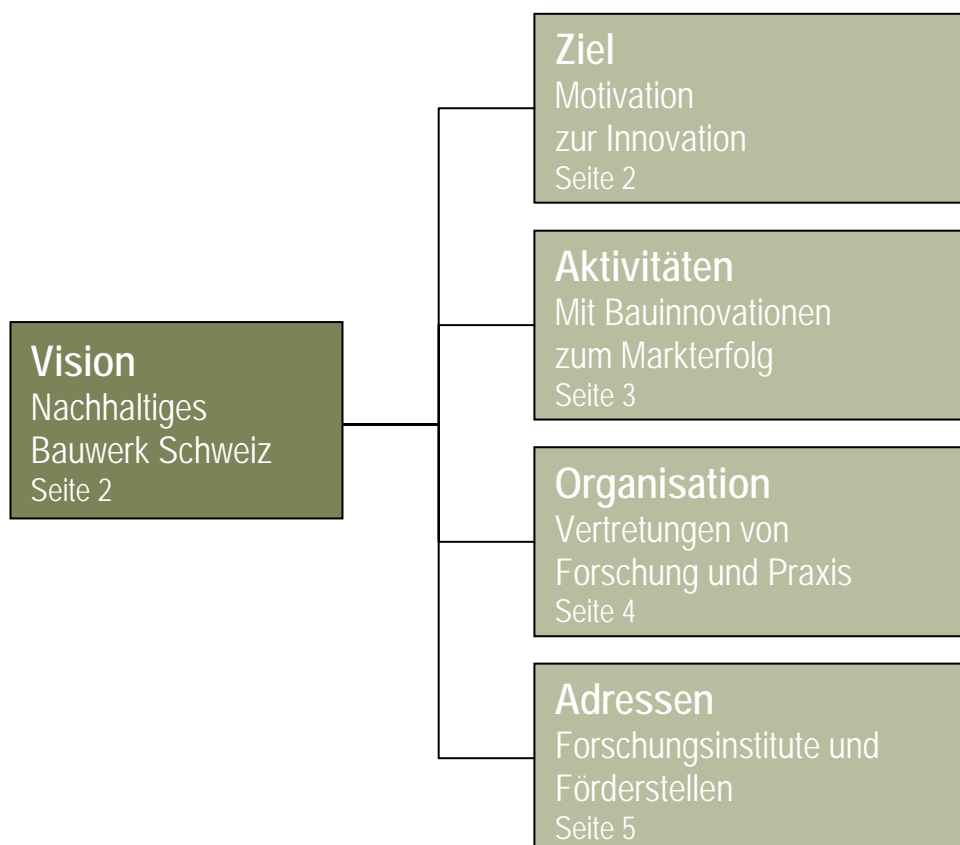 Vision
Nachhaltiges
Bauwerk Schweiz
Seite 2
Ziel
Motivation
zur Innovation
Seite 2
Aktivitäten
Mit Bauinnovationen
zum Markterfolg
Seite 3
Organisation
Vertretungen von
Forschung und Praxis
Seite 4
Adressen
Forschungsinstitute und
Förderstellen
Seite 5